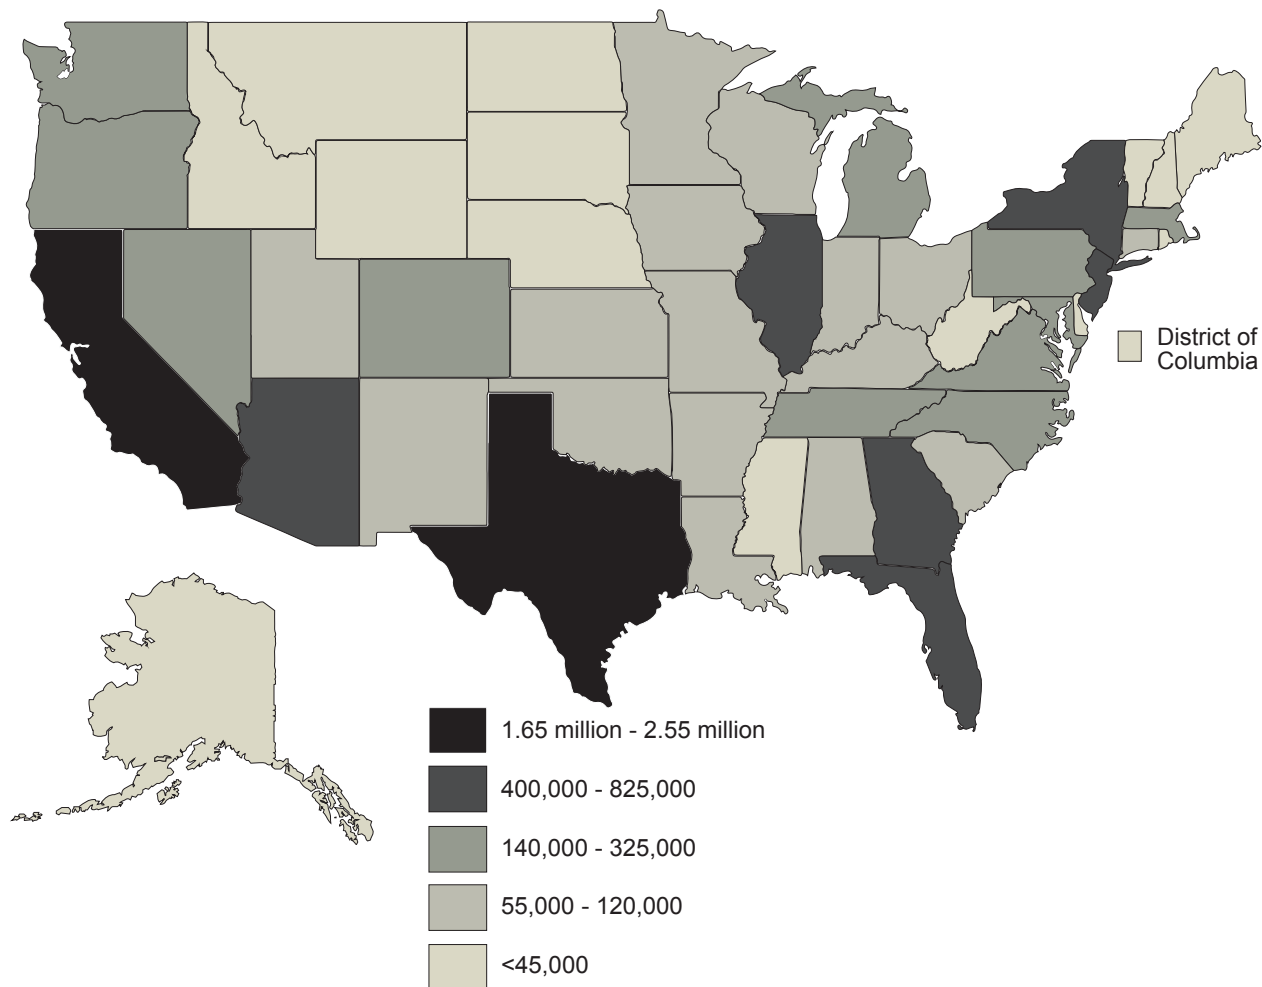 District of
Columbia
1.65 million - 2.55 million
400,000 - 825,000
140,000 - 325,000
55,000 - 120,000
<45,000